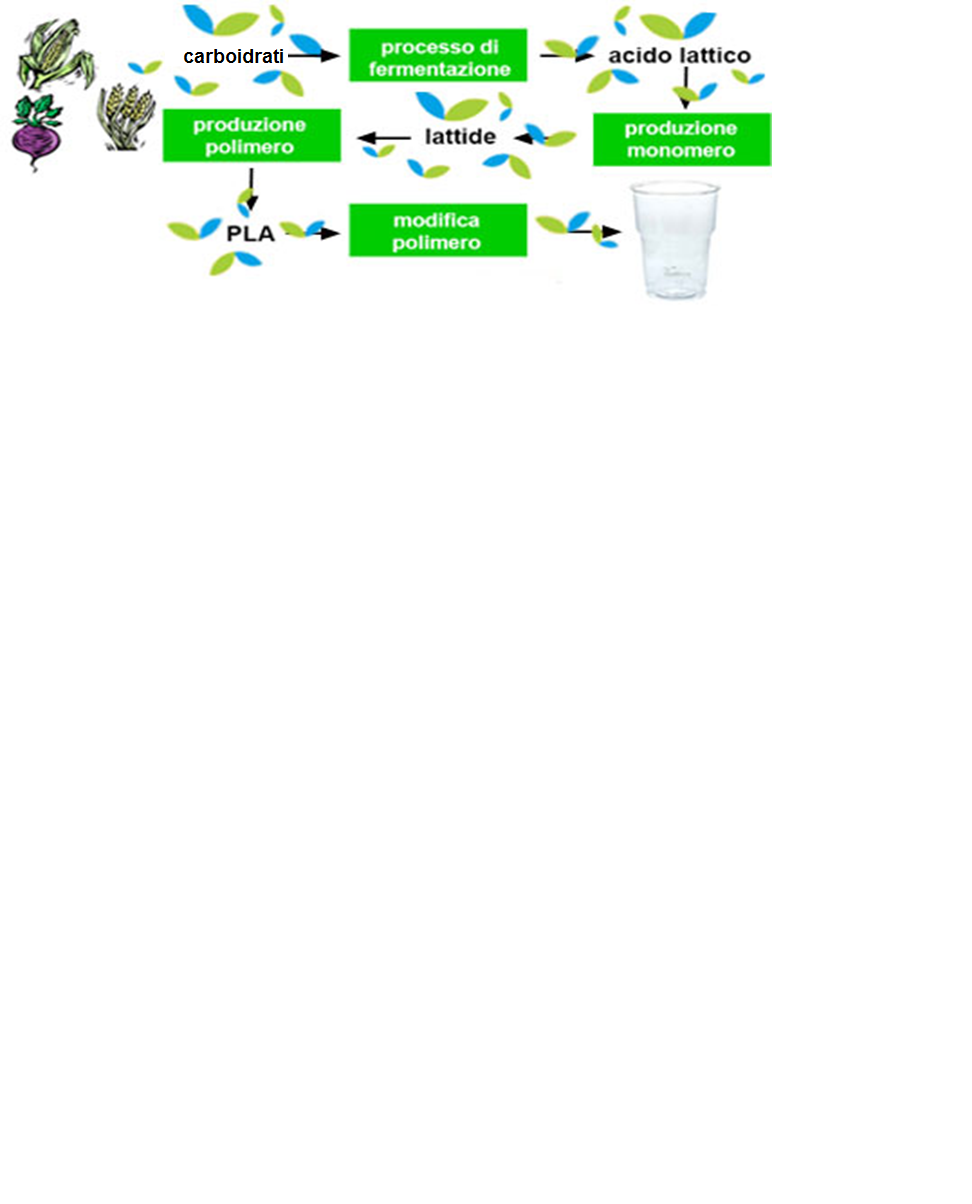 carboidrati
processo di
fermentazione
acido lattico
produzione
monomero
lattide
produzione
polimero
PLA
modifica
polimero